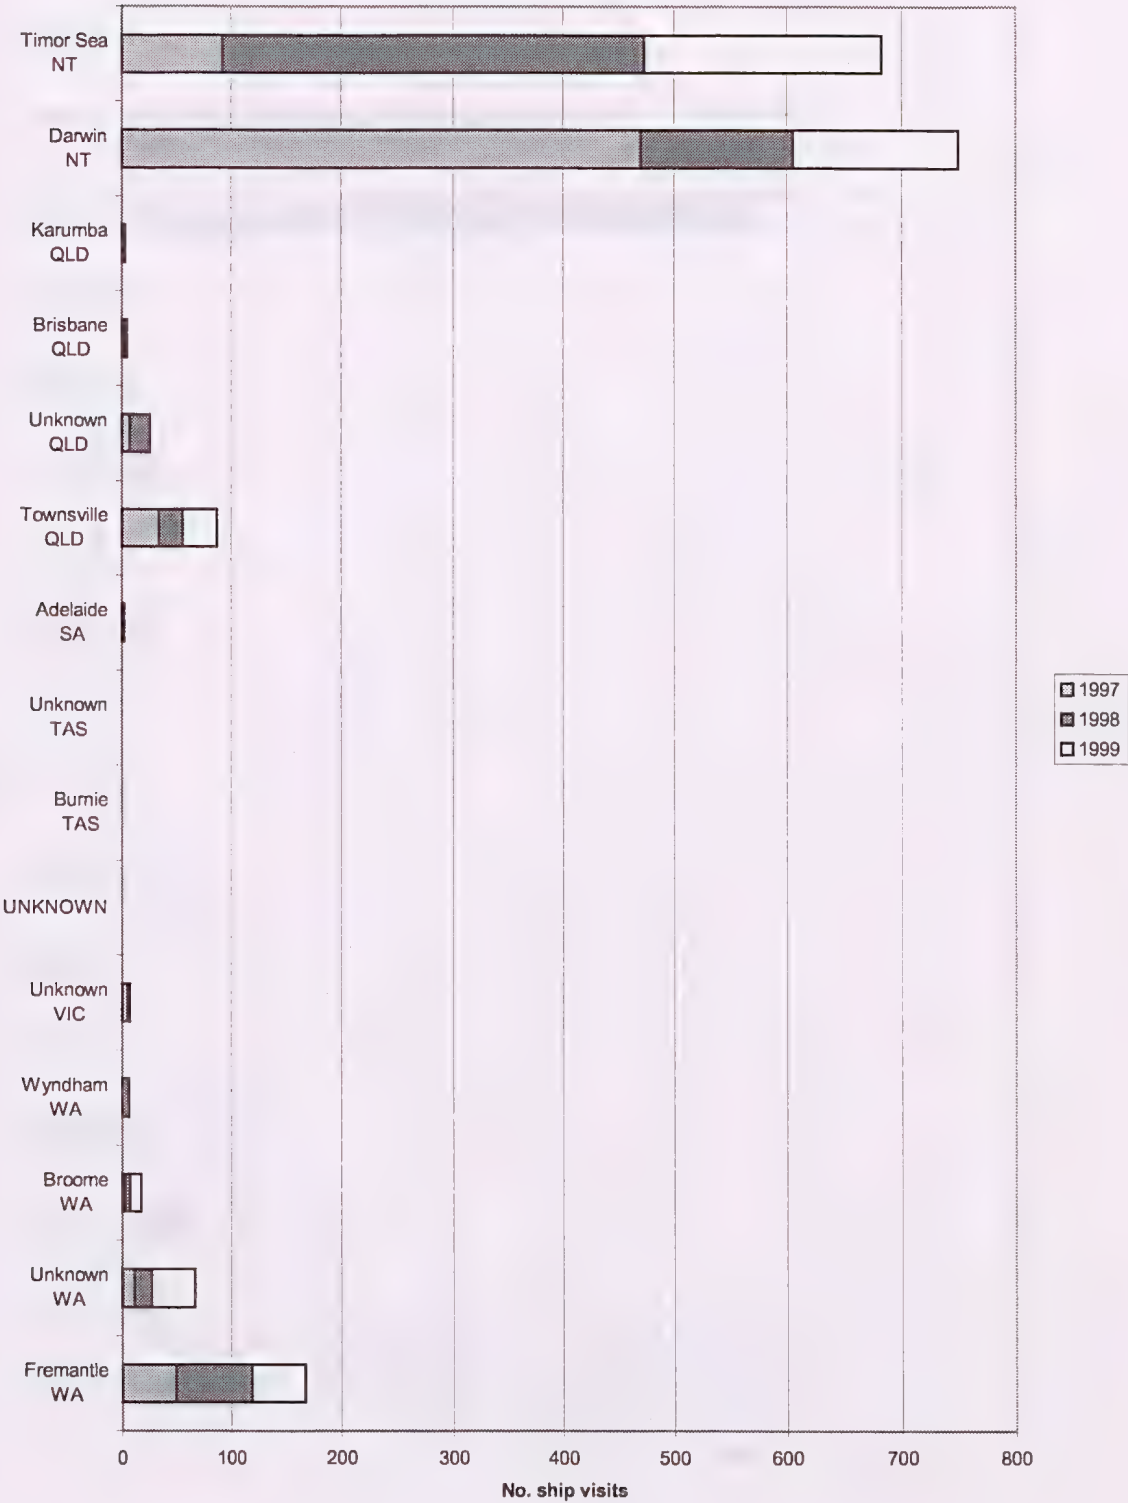 Timor Sea
NT
Darwin
NT
Karumba
QLD
Brisbane
QLD
Unknown
QLD
Townsville
QLD
Adelaide
SA
Unknown
TAS
Burnie
TAS
UNKNOWN
Unknown
VIC
Wyndham
WA
Broome
WA
Unknown
WA
Fremantle
WA
1997
1998
1999
0 100 200 300 400 500 600 700 800
No. ship visits